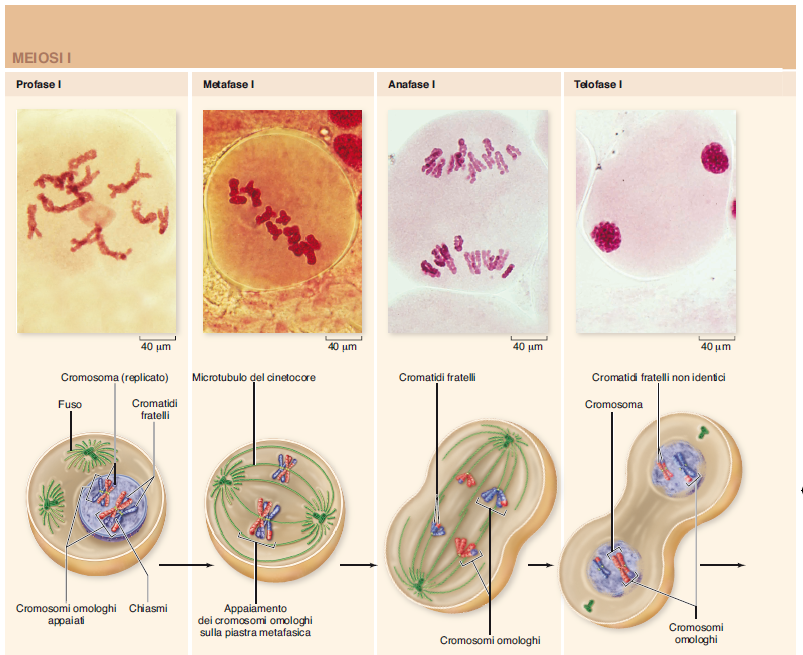 MEIOSI I
Profase I
Metafase I
Anafase I
Telofase I
40 μm
40 μm
40 μm
40 μm
Cromosoma (replicato)
Fuso
Cromatidi
fratelli
Cromosomi omologhi
appaiati
Chiasmi
Microtubulo del cinetocore
Appaiamento
dei cromosomi omologhi
sulla piastra metafasica
Cromatidi fratelli
Cromosomi omologhi
Cromatidi fratelli non identici
Cromosoma
Cromosomi
omologhi